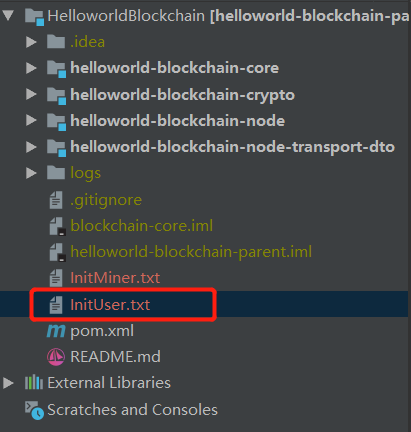 HelloworldBlockchain [helloworld-blockchain-pa
.idea
helloworld-blockchain-core
helloworld-blockchain-crypto
helloworld-blockchain-node
helloworld-blockchain-node-transport-dto
logs
.gitignore
blockchain-core.iml
helloworld-blockchain-parent.iml
InitMiner.txt
InitUser.txt
m pom.xml
README.md
External Libraries
Scratches and Consoles